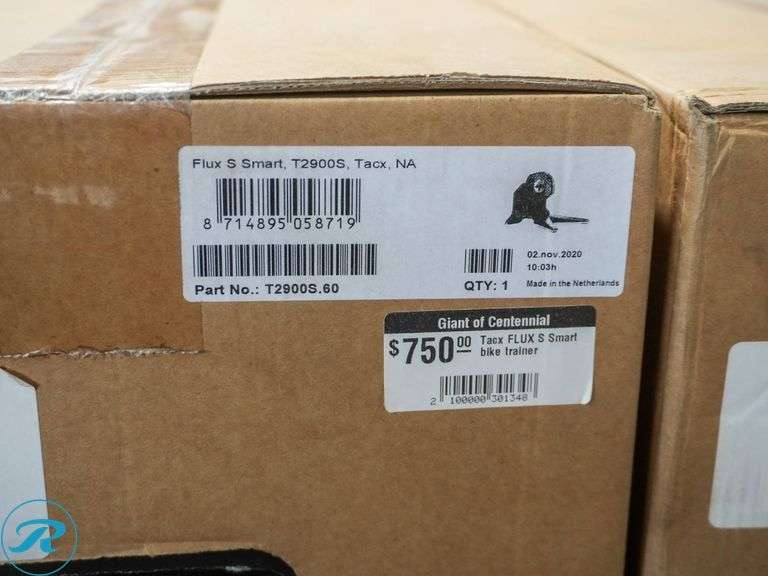 Flux S Smart, T2900S, Tacx, NA
8 714895 058719
Part No.: T2900S.60
02.nov.2020
10:03h
QTY: 1 Made in the Netherlands
Giant of Centennial
$750.00 Tacx FLUX S Smart
bike trainer
2 100000 301348
R